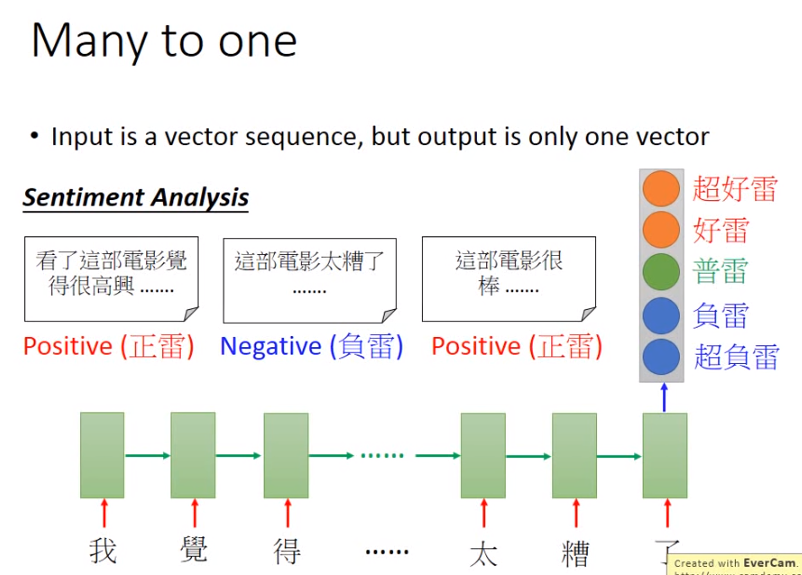 Many to one
• Input is a vector sequence, but output is only one vector
Sentiment Analysis
看了這部電影覺
得很高興 …….
Positive (正雷)
這部電影太糟了
…….
Negative (負雷)
這部電影很
棒 …….
Positive (正雷)
超好雷
好雷
普雷
負雷
超負雷
……
我 覺 得 …… 太 糟 了
Created with EverCam.